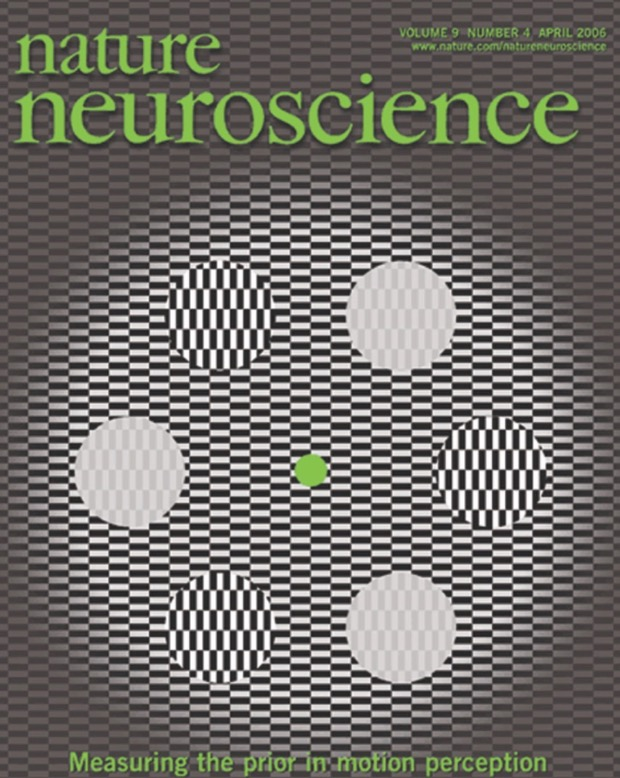 VOLUME 9 NUMBER 4 APRIL 2006
www.nature.com/natureneuroscience
nature
neuroscience
Measuring the prior in motion perception